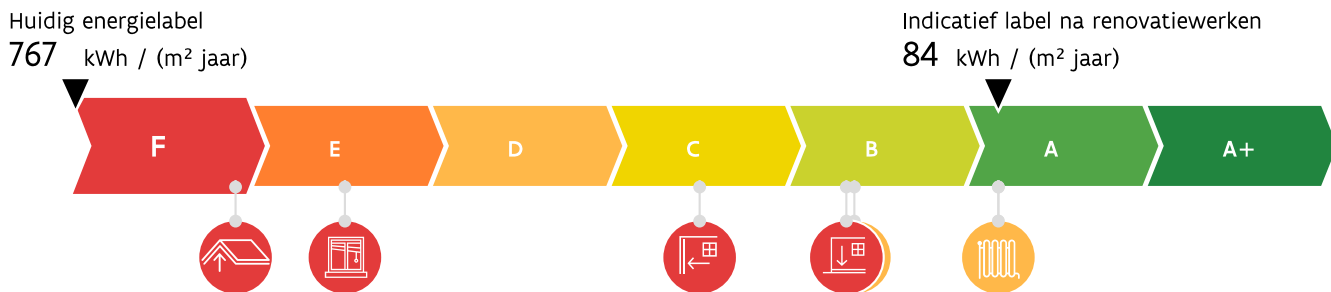 Huidig energielabel
767 kWh / (m² jaar)
Indicatief label na renovatiewerken
84 kWh / (m² jaar)
F E D C B A A+